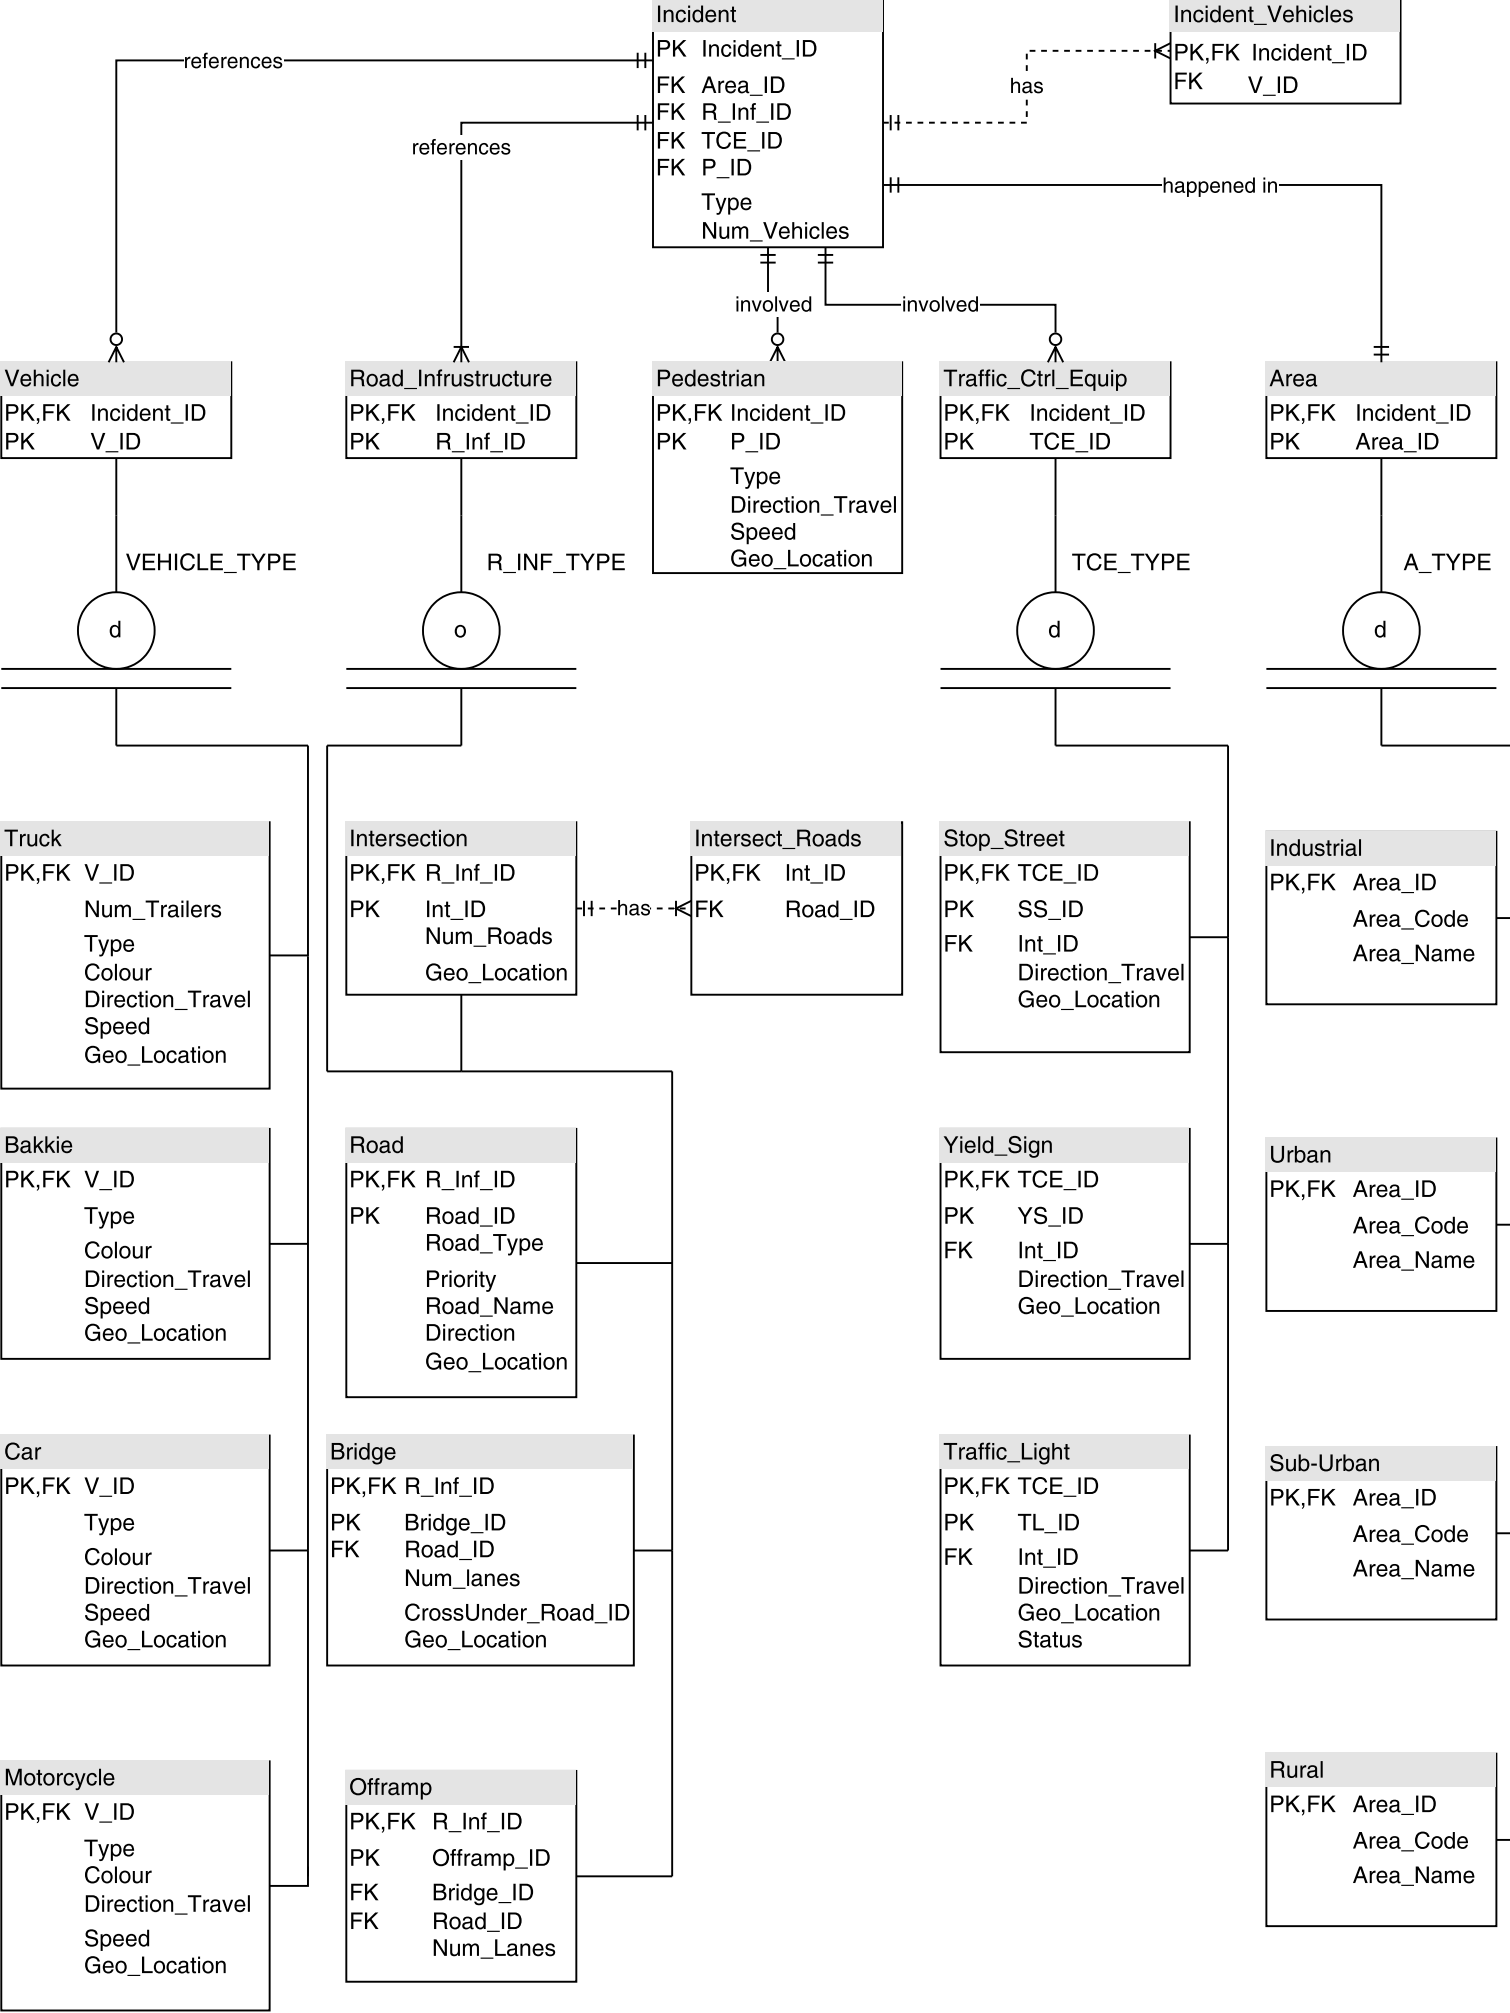 Incident
PK Incident_ID
FK Area_ID
FK R_Inf_ID
FK TCE_ID
FK P_ID
Type
Num_Vehicles
Incident_Vehicles
PK,FK Incident_ID
FK V_ID
references
references
has
happened in
involved
involved
Vehicle
PK,FK Incident_ID
PK V_ID
Road_Infrustructure
PK,FK Incident_ID
PK R_Inf_ID
Pedestrian
PK,FK Incident_ID
PK P_ID
Type
Direction_Travel
Speed
Geo_Location
Traffic_Ctrl_Equip
PK,FK Incident_ID
PK TCE_ID
Area
PK,FK Incident_ID
PK Area_ID
VEHICLE_TYPE
R_INF_TYPE
TCE_TYPE
A_TYPE
d
o
d
d
Truck
PK,FK V_ID
Num_Trailers
Type
Colour
Direction_Travel
Speed
Geo_Location
Intersection
PK,FK R_Inf_ID
PK Int_ID
Num_Roads
Geo_Location
has
Intersect_Roads
PK,FK Int_ID
FK Road_ID
Stop_Street
PK,FK TCE_ID
PK SS_ID
FK Int_ID
Direction_Travel
Geo_Location
Industrial
PK,FK Area_ID
Area_Code
Area_Name
Bakkie
PK,FK V_ID
Type
Colour
Direction_Travel
Speed
Geo_Location
Road
PK,FK R_Inf_ID
PK Road_ID
Road_Type
Priority
Road_Name
Direction
Geo_Location
Yield_Sign
PK,FK TCE_ID
PK YS_ID
FK Int_ID
Direction_Travel
Geo_Location
Urban
PK,FK Area_ID
Area_Code
Area_Name
Car
PK,FK V_ID
Type
Colour
Direction_Travel
Speed
Geo_Location
Bridge
PK,FK R_Inf_ID
PK Bridge_ID
FK Road_ID
Num_lanes
CrossUnder_Road_ID
Geo_Location
Traffic_Light
PK,FK TCE_ID
PK TL_ID
FK Int_ID
Direction_Travel
Geo_Location
Status
Sub-Urban
PK,FK Area_ID
Area_Code
Area_Name
Motorcycle
PK,FK V_ID
Type
Colour
Direction_Travel
Speed
Geo_Location
Offramp
PK,FK R_Inf_ID
PK Offramp_ID
FK Bridge_ID
FK Road_ID
Num_Lanes
Rural
PK,FK Area_ID
Area_Code
Area_Name